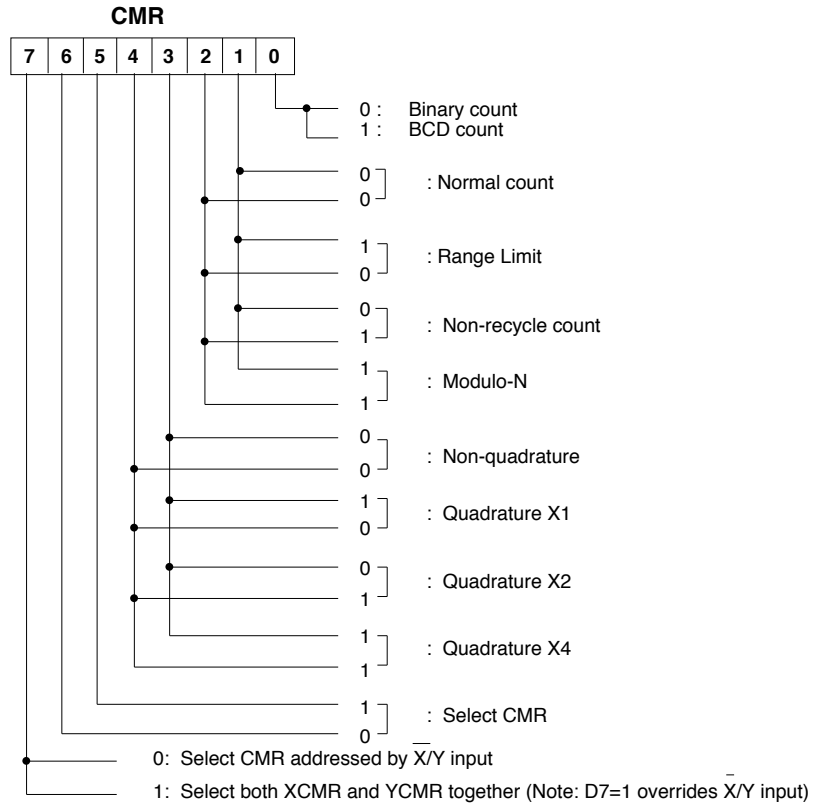 CMR
7 6 5 4 3 2 1 0
0 : Binary count
1 : BCD count
0
0
: Normal count
1
0
: Range Limit
0
1
: Non-recycle count
1
1
: Modulo-N
0
0
: Non-quadrature
1
0
: Quadrature X1
0
1
: Quadrature X2
1
1
: Quadrature X4
1
0
: Select CMR
0: Select CMR addressed by X̅/Y input
1: Select both XCMR and YCMR together (Note: D7=1 overrides X̅/Y input)